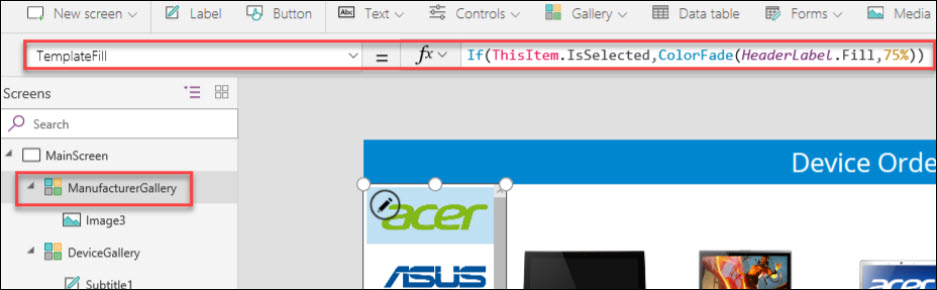 New screen Label Button Text Controls Gallery Data table Forms Media
TemplateFill = fx If(ThisItem.IsSelected,ColorFade(HeaderLabel.Fill,75%))
Screens
Search
MainScreen
ManufacturerGallery
Image3
DeviceGallery
Subtitle1
Device Orde
acer
ASUS
acer